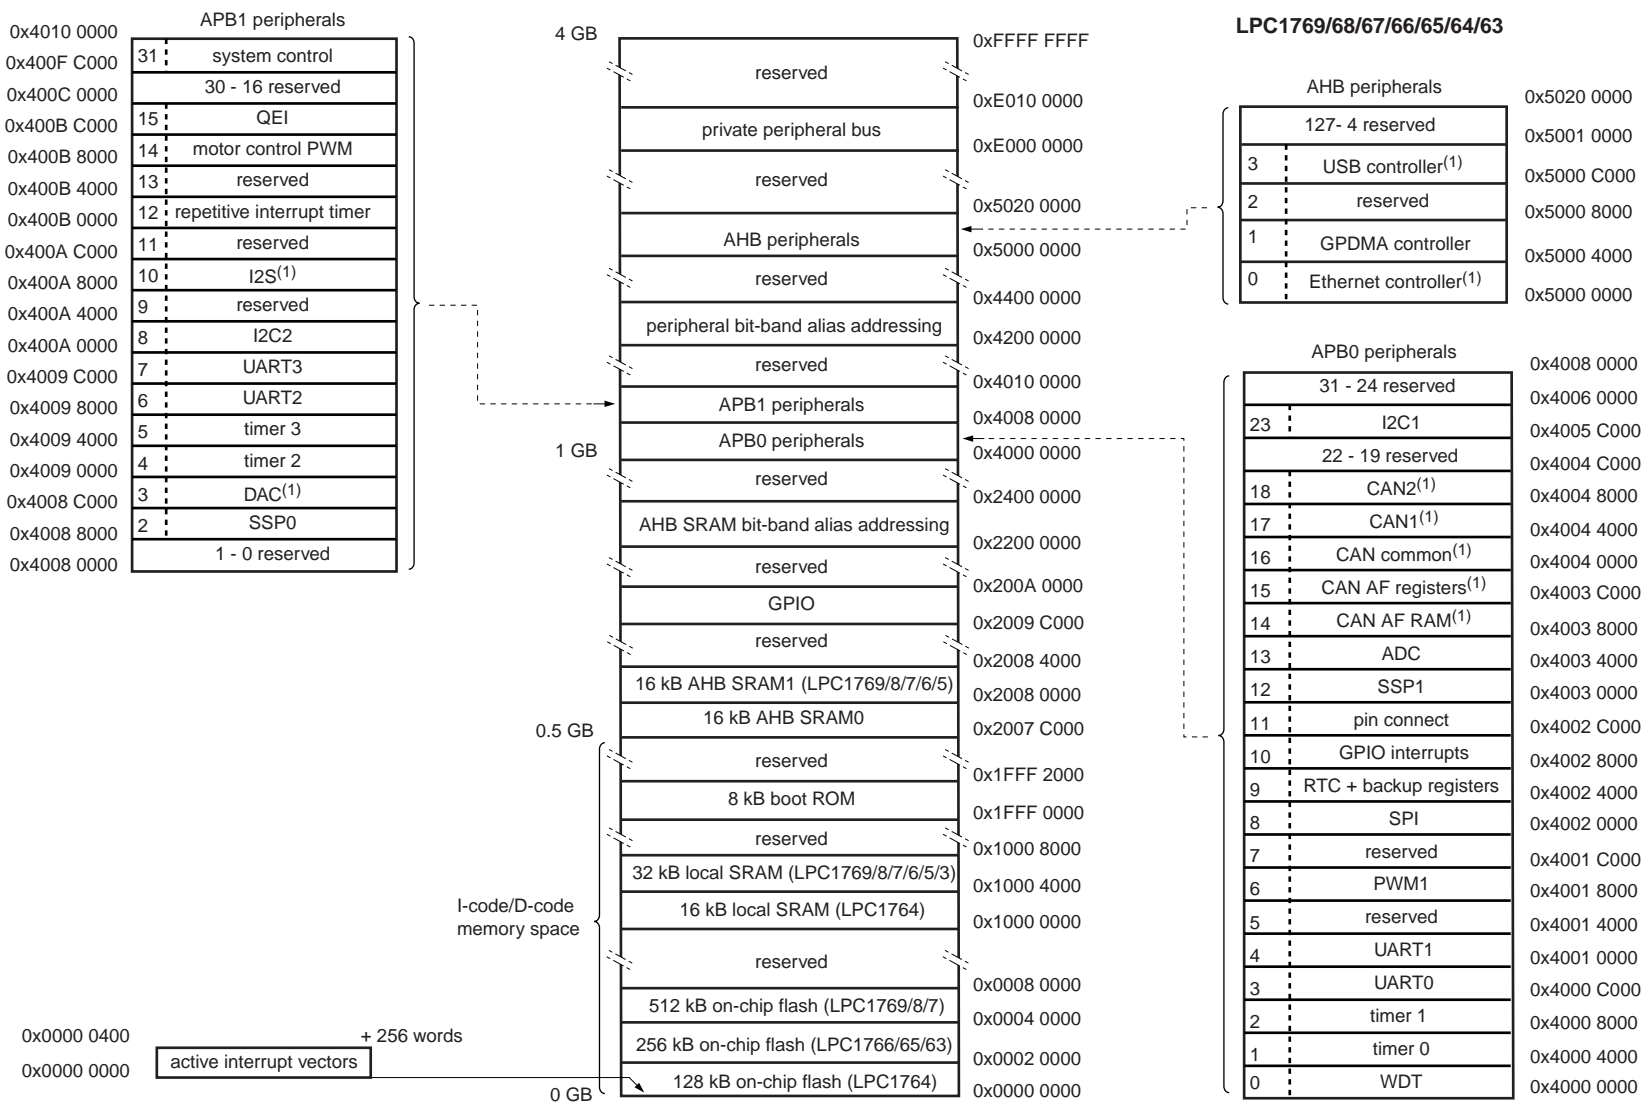 LPC1769/68/67/66/65/64/63
APB1 peripherals
0x4010 0000
31 system control
0x400F C000
30 - 16 reserved
0x400C 0000
15 QEI
0x400B C000
14 motor control PWM
0x400B 8000
13 reserved
0x400B 4000
12 repetitive interrupt timer
0x400B 0000
11 reserved
0x400A C000
10 I2S(1)
0x400A 8000
9 reserved
0x400A 4000
8 I2C2
0x400A 0000
7 UART3
0x4009 C000
6 UART2
0x4009 8000
5 timer 3
0x4009 4000
4 timer 2
0x4009 0000
3 DAC(1)
0x4008 C000
2 SSP0
0x4008 8000
1 - 0 reserved
0x4008 0000
4 GB
0xFFFF FFFF
reserved
0xE010 0000
private peripheral bus
0xE000 0000
reserved
0x5020 0000
AHB peripherals
0x5000 0000
reserved
0x4400 0000
peripheral bit-band alias addressing
0x4200 0000
reserved
0x4010 0000
APB1 peripherals
0x4008 0000
APB0 peripherals
1 GB
0x4000 0000
reserved
0x2400 0000
AHB SRAM bit-band alias addressing
0x2200 0000
reserved
0x200A 0000
GPIO
0x2009 C000
reserved
0x2008 4000
16 kB AHB SRAM1 (LPC1769/8/7/6/5)
0x2008 0000
16 kB AHB SRAM0
0x2007 C000
0.5 GB
reserved
0x1FFF 2000
8 kB boot ROM
0x1FFF 0000
reserved
0x1000 8000
32 kB local SRAM (LPC1769/8/7/6/5/3)
0x1000 4000
16 kB local SRAM (LPC1764)
0x1000 0000
I-code/D-code
memory space
reserved
0x0008 0000
512 kB on-chip flash (LPC1769/8/7)
0x0004 0000
256 kB on-chip flash (LPC1766/65/63)
0x0002 0000
128 kB on-chip flash (LPC1764)
0x0000 0000
0 GB
0x0000 0400
+ 256 words
active interrupt vectors
0x0000 0000
AHB peripherals
0x5020 0000
127- 4 reserved
0x5001 0000
3 USB controller(1)
0x5000 C000
2 reserved
0x5000 8000
1 GPDMA controller
0x5000 4000
0 Ethernet controller(1)
0x5000 0000
APB0 peripherals
0x4008 0000
31 - 24 reserved
0x4006 0000
23 I2C1
0x4005 C000
22 - 19 reserved
0x4004 C000
18 CAN2(1)
0x4004 8000
17 CAN1(1)
0x4004 4000
16 CAN common(1)
0x4004 0000
15 CAN AF registers(1)
0x4003 C000
14 CAN AF RAM(1)
0x4003 8000
13 ADC
0x4003 4000
12 SSP1
0x4003 0000
11 pin connect
0x4002 C000
10 GPIO interrupts
0x4002 8000
9 RTC + backup registers
0x4002 4000
8 SPI
0x4002 0000
7 reserved
0x4001 C000
6 PWM1
0x4001 8000
5 reserved
0x4001 4000
4 UART1
0x4001 0000
3 UART0
0x4000 C000
2 timer 1
0x4000 8000
1 timer 0
0x4000 4000
0 WDT
0x4000 0000